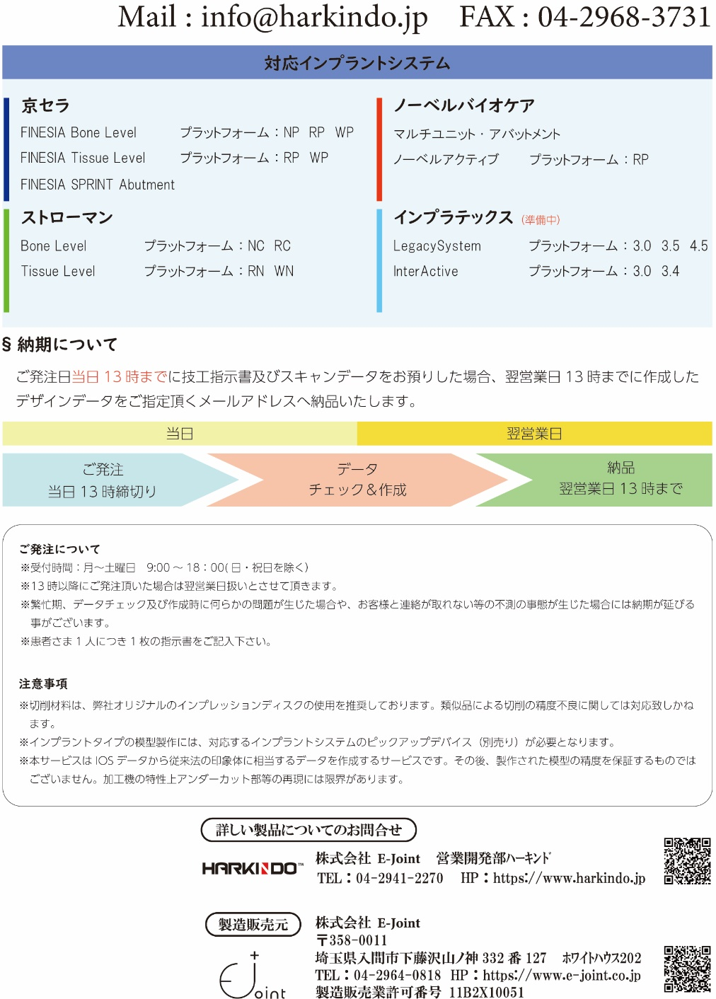 Mail : info@harkindo.jp FAX : 04-2968-3731
対応インプラントシステム
京セラ
FINESIA Bone Level プラットフォーム：NP RP WP
FINESIA Tissue Level プラットフォーム：RP WP
FINESIA SPRINT Abutment
ノーベルバイオケア
マルチユニット・アバットメント
ノーベルアクティブ プラットフォーム：RP
ストローマン
Bone Level プラットフォーム：NC RC
Tissue Level プラットフォーム：RN WN
インプラテックス (準備中)
LegacySystem プラットフォーム：3.0 3.5 4.5
InterActive プラットフォーム：3.0 3.4
§ 納期について
ご発注日当日 13 時までに技工指示書及びスキャンデータをお預りした場合、翌営業日 13 時までに作成した
デザインデータをご指定頂くメールアドレスへ納品いたします。
当日 翌営業日
ご発注
当日 13 時締切り
データ
チェック＆作成
納品
翌営業日 13 時まで
ご発注について
※受付時間：月〜土曜日 9:00 〜 18：00(日・祝日を除く)
※13 時以降にご発注頂いた場合は翌営業日扱いとさせて頂きます。
※繁忙期、データチェック及び作成時に何らかの問題が生じた場合や、お客様と連絡が取れない等の不測の事態が生じた場合には納期が延びる
事がございます。
※患者さま 1 人につき 1 枚の指示書をご記入下さい。
注意事項
※切削材料は、弊社オリジナルのインプレッションディスクの使用を推奨しております。類似品による切削の精度不良に関しては対応致しかね
ます。
※インプラントタイプの模型製作には、対応するインプラントシステムのピックアップデバイス（別売り）が必要となります。
※本サービスは IOS データから従来法の印象体に相当するデータを作成するサービスです。その後、製作された模型の精度を保証するものでは
ございません。加工機の特性上アンダーカット部等の再現には限界があります。
詳しい製品についてのお問合せ
HARKINDO™
株式会社 E-Joint 営業開発部ﾊｰｷﾝﾄﾞ
TEL：04-2941-2270 HP：https://www.harkindo.jp
製造販売元
E-Joint
株式会社 E-Joint
〒358-0011
埼玉県入間市下藤沢山ノ神 332 番 127 ﾎﾜｲﾄﾊｳｽ202
TEL：04-2964-0818 HP：https://www.e-joint.co.jp
製造販売業許可番号 11B2X10051